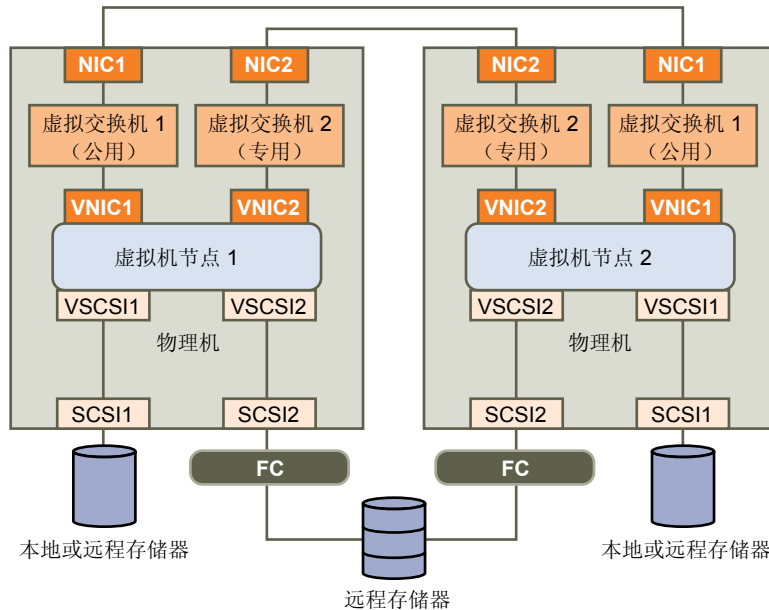 NIC1
NIC2
NIC2
NIC1
虚拟交换机 1
（公用）
虚拟交换机 2
（专用）
虚拟交换机 2
（专用）
虚拟交换机 1
（公用）
VNIC1
VNIC2
VNIC2
VNIC1
虚拟机节点 1
虚拟机节点 2
VSCSI1
VSCSI2
VSCSI2
VSCSI1
物理机
物理机
SCSI1
SCSI2
SCSI2
SCSI1
FC
FC
本地或远程存储器
本地或远程存储器
远程存储器